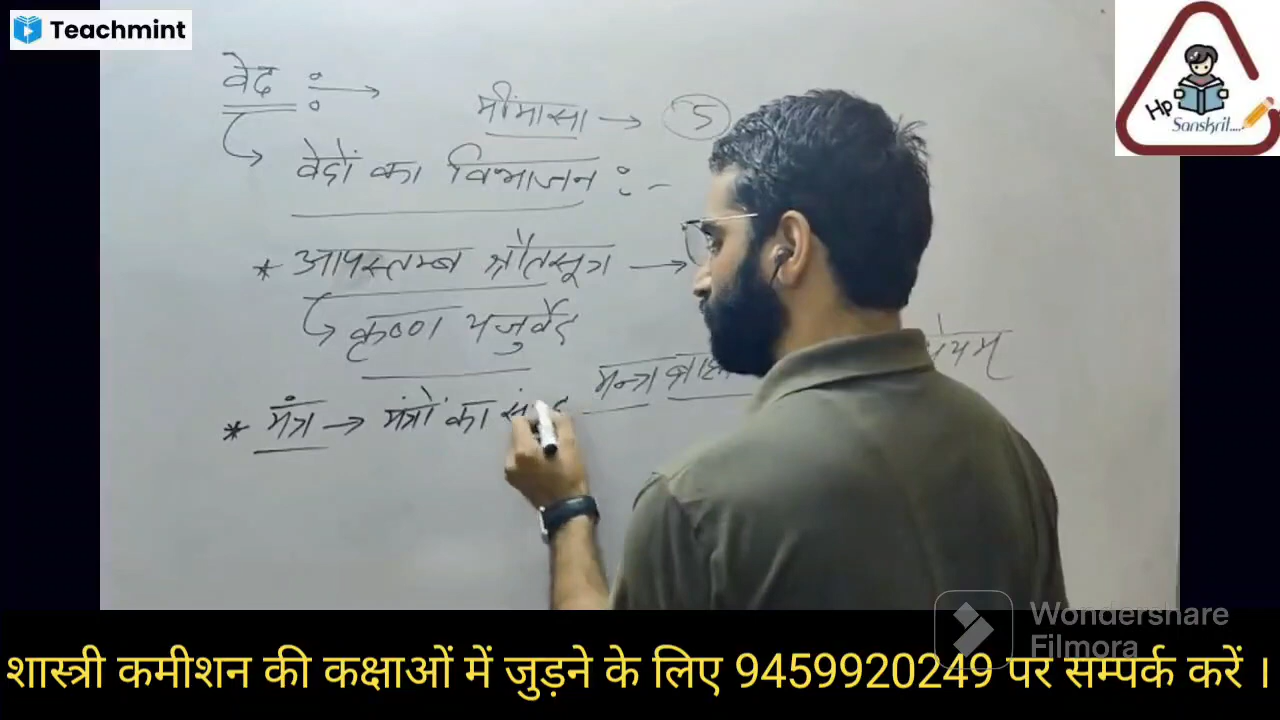 Teachmint
Hp
Sanskrit....
वेद :→
मीमांसा → 5
वेदों का विभाजन :-
* आपस्तम्ब श्रौतसूत्र →
कृष्ण यजुर्वेद
मन्त्र
* मंत्र → मंत्रों का
Wondershare
Filmora
शास्त्री कमीशन की कक्षाओं में जुड़ने के लिए 9459920249 पर सम्पर्क करें ।